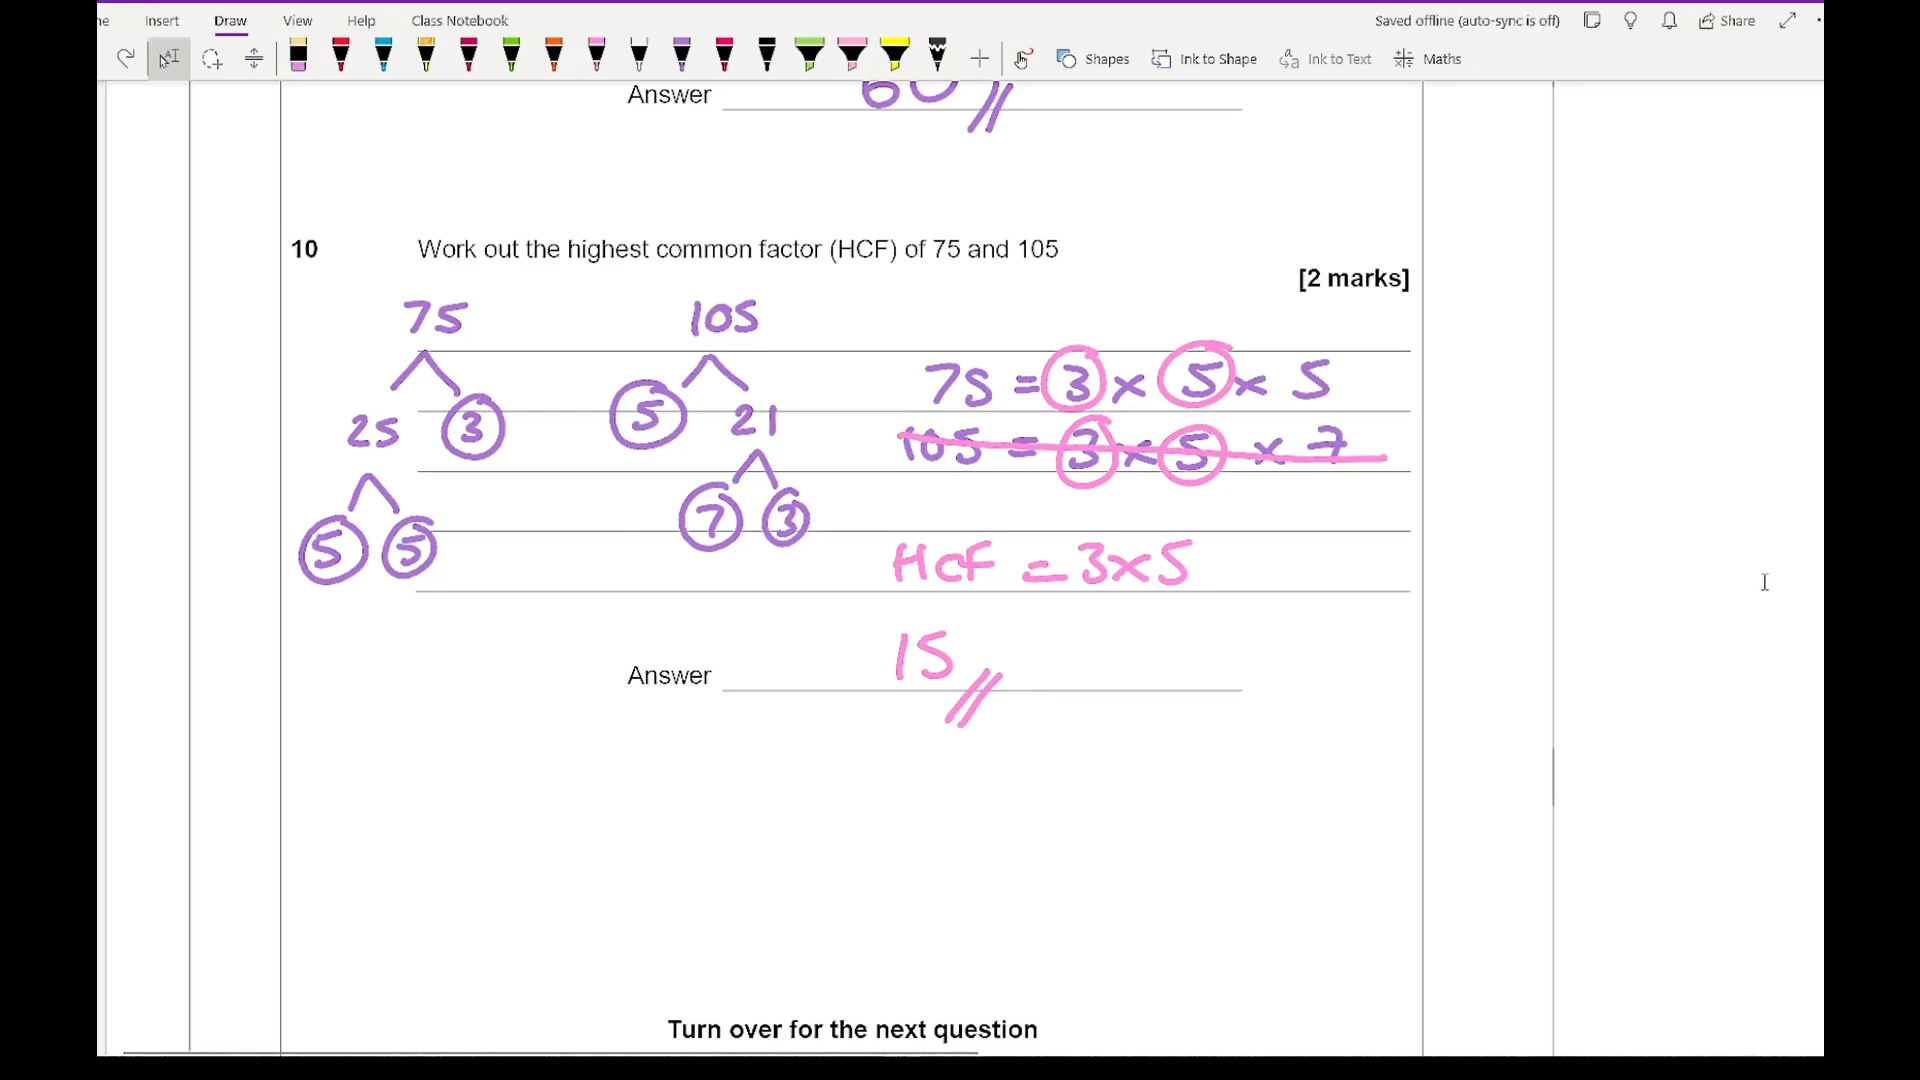 Insert Draw View Help Class Notebook Saved offline (auto-sync is off) Share
Shapes Ink to Shape Ink to Text Maths
Answer 60
10 Work out the highest common factor (HCF) of 75 and 105
[2 marks]
75 105
75 = 3 × 5 × 5
25 3 5 21
105 = 3 × 5 × 7
5 5 7 3
HCF = 3×5
Answer 15
Turn over for the next question